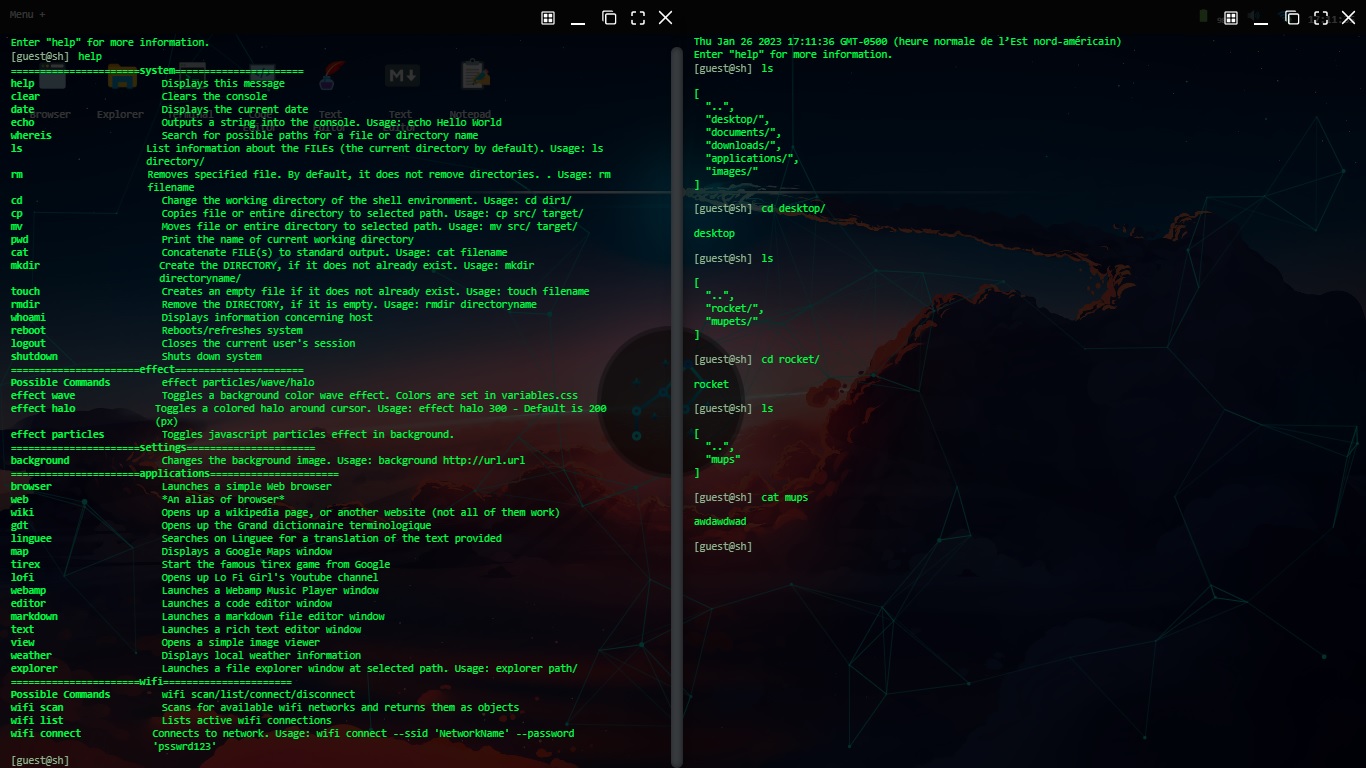 Menu +
Enter "help" for more information.
[guest@sh] help
======================system======================
help Displays this message
clear Clears the console
date Displays the current date
echo Outputs a string into the console. Usage: echo Hello World
whereis Search for possible paths for a file or directory name
ls List information about the FILEs (the current directory by default). Usage: ls
directory/
rm Removes specified file. By default, it does not remove directories. . Usage: rm
filename
cd Change the working directory of the shell environment. Usage: cd dir1/
cp Copies file or entire directory to selected path. Usage: cp src/ target/
mv Moves file or entire directory to selected path. Usage: mv src/ target/
pwd Print the name of current working directory
cat Concatenate FILE(s) to standard output. Usage: cat filename
mkdir Create the DIRECTORY, if it does not already exist. Usage: mkdir
directoryname/
touch Creates an empty file if it does not already exist. Usage: touch filename
rmdir Remove the DIRECTORY, if it is empty. Usage: rmdir directoryname
whoami Displays information concerning host
reboot Reboots/refreshes system
logout Closes the current user's session
shutdown Shuts down system
======================effect======================
Possible Commands effect particles/wave/halo
effect wave Toggles a background color wave effect. Colors are set in variables.css
effect halo Toggles a colored halo around cursor. Usage: effect halo 300 - Default is 200
(px)
effect particles Toggles javascript particles effect in background.
======================settings======================
background Changes the background image. Usage: background http://url.url
======================applications======================
browser Launches a simple Web browser
web *An alias of browser*
wiki Opens up a wikipedia page, or another website (not all of them work)
gdt Opens up the Grand dictionnaire terminologique
linguee Searches on Linguee for a translation of the text provided
map Displays a Google Maps window
tirex Start the famous tirex game from Google
lofi Opens up Lo Fi Girl's Youtube channel
webamp Launches a Webamp Music Player window
editor Launches a code editor window
markdown Launches a markdown file editor window
text Launches a rich text editor window
view Opens a simple image viewer
weather Displays local weather information
explorer Launches a file explorer window at selected path. Usage: explorer path/
======================wifi======================
Possible Commands wifi scan/list/connect/disconnect
wifi scan Scans for available wifi networks and returns them as objects
wifi list Lists active wifi connections
wifi connect Connects to network. Usage: wifi connect --ssid 'NetworkName' --password
'psswrd123'
[guest@sh]
Browser Explorer Text Text Notepad
M
Thu Jan 26 2023 17:11:36 GMT-0500 (heure normale de l’Est nord-américain)
Enter "help" for more information.
[guest@sh] ls
[
"..",
"desktop/",
"documents/",
"downloads/",
"applications/",
"images/"
]
[guest@sh] cd desktop/
desktop
[guest@sh] ls
[
"..",
"rocket/",
"mupets/"
]
[guest@sh] cd rocket/
rocket
[guest@sh] ls
[
"..",
"mups"
]
[guest@sh] cat mups
awdawdwad
[guest@sh]